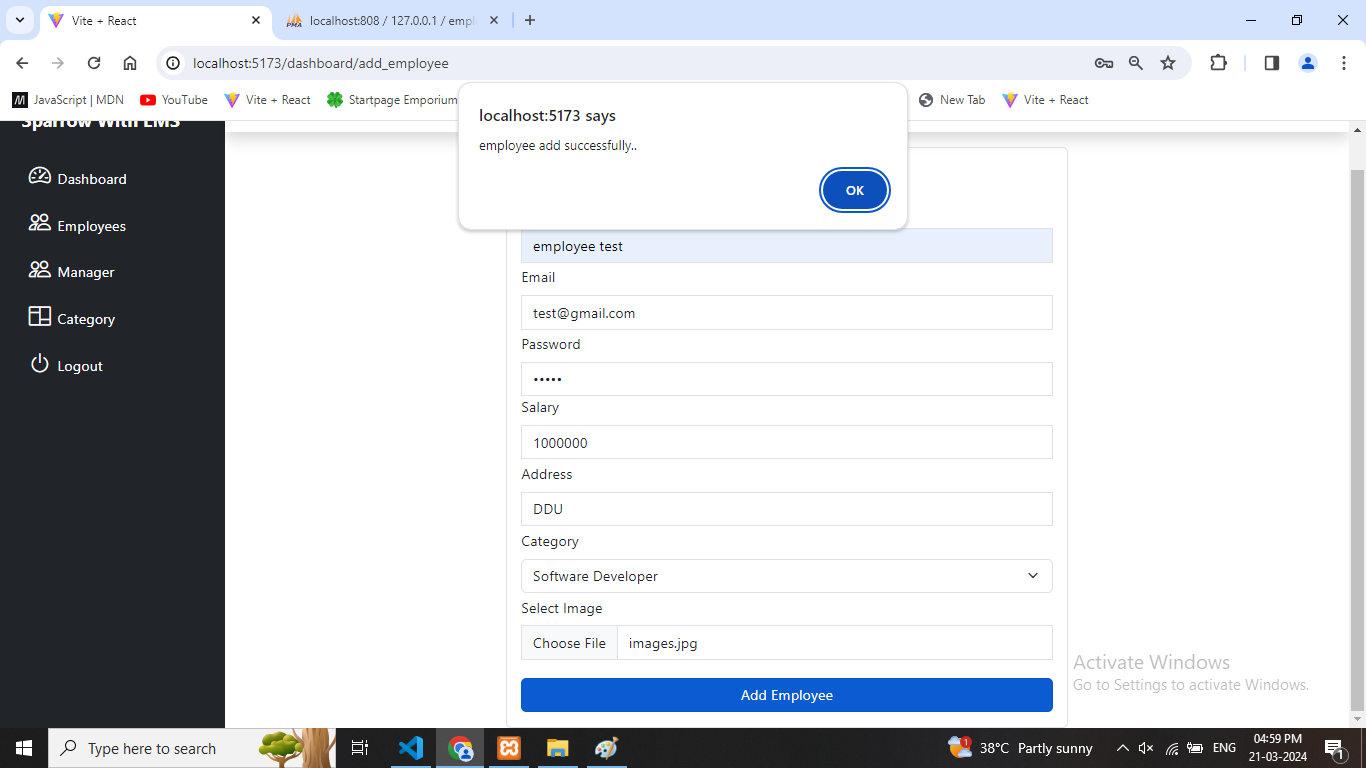 Vite + React
localhost:808 / 127.0.0.1 / empl
localhost:5173/dashboard/add_employee
JavaScript | MDN
YouTube
Vite + React
Startpage Emporium
New Tab
Vite + React
localhost:5173 says
employee add successfully..
OK
Sparrow With EMS
Dashboard
Employees
Manager
Category
Logout
employee test
Email
test@gmail.com
Password
•••••
Salary
1000000
Address
DDU
Category
Software Developer
Select Image
Choose File images.jpg
Add Employee
Activate Windows
Go to Settings to activate Windows.
Type here to search
1
38°C Partly sunny
ENG
04:59 PM
21-03-2024
1